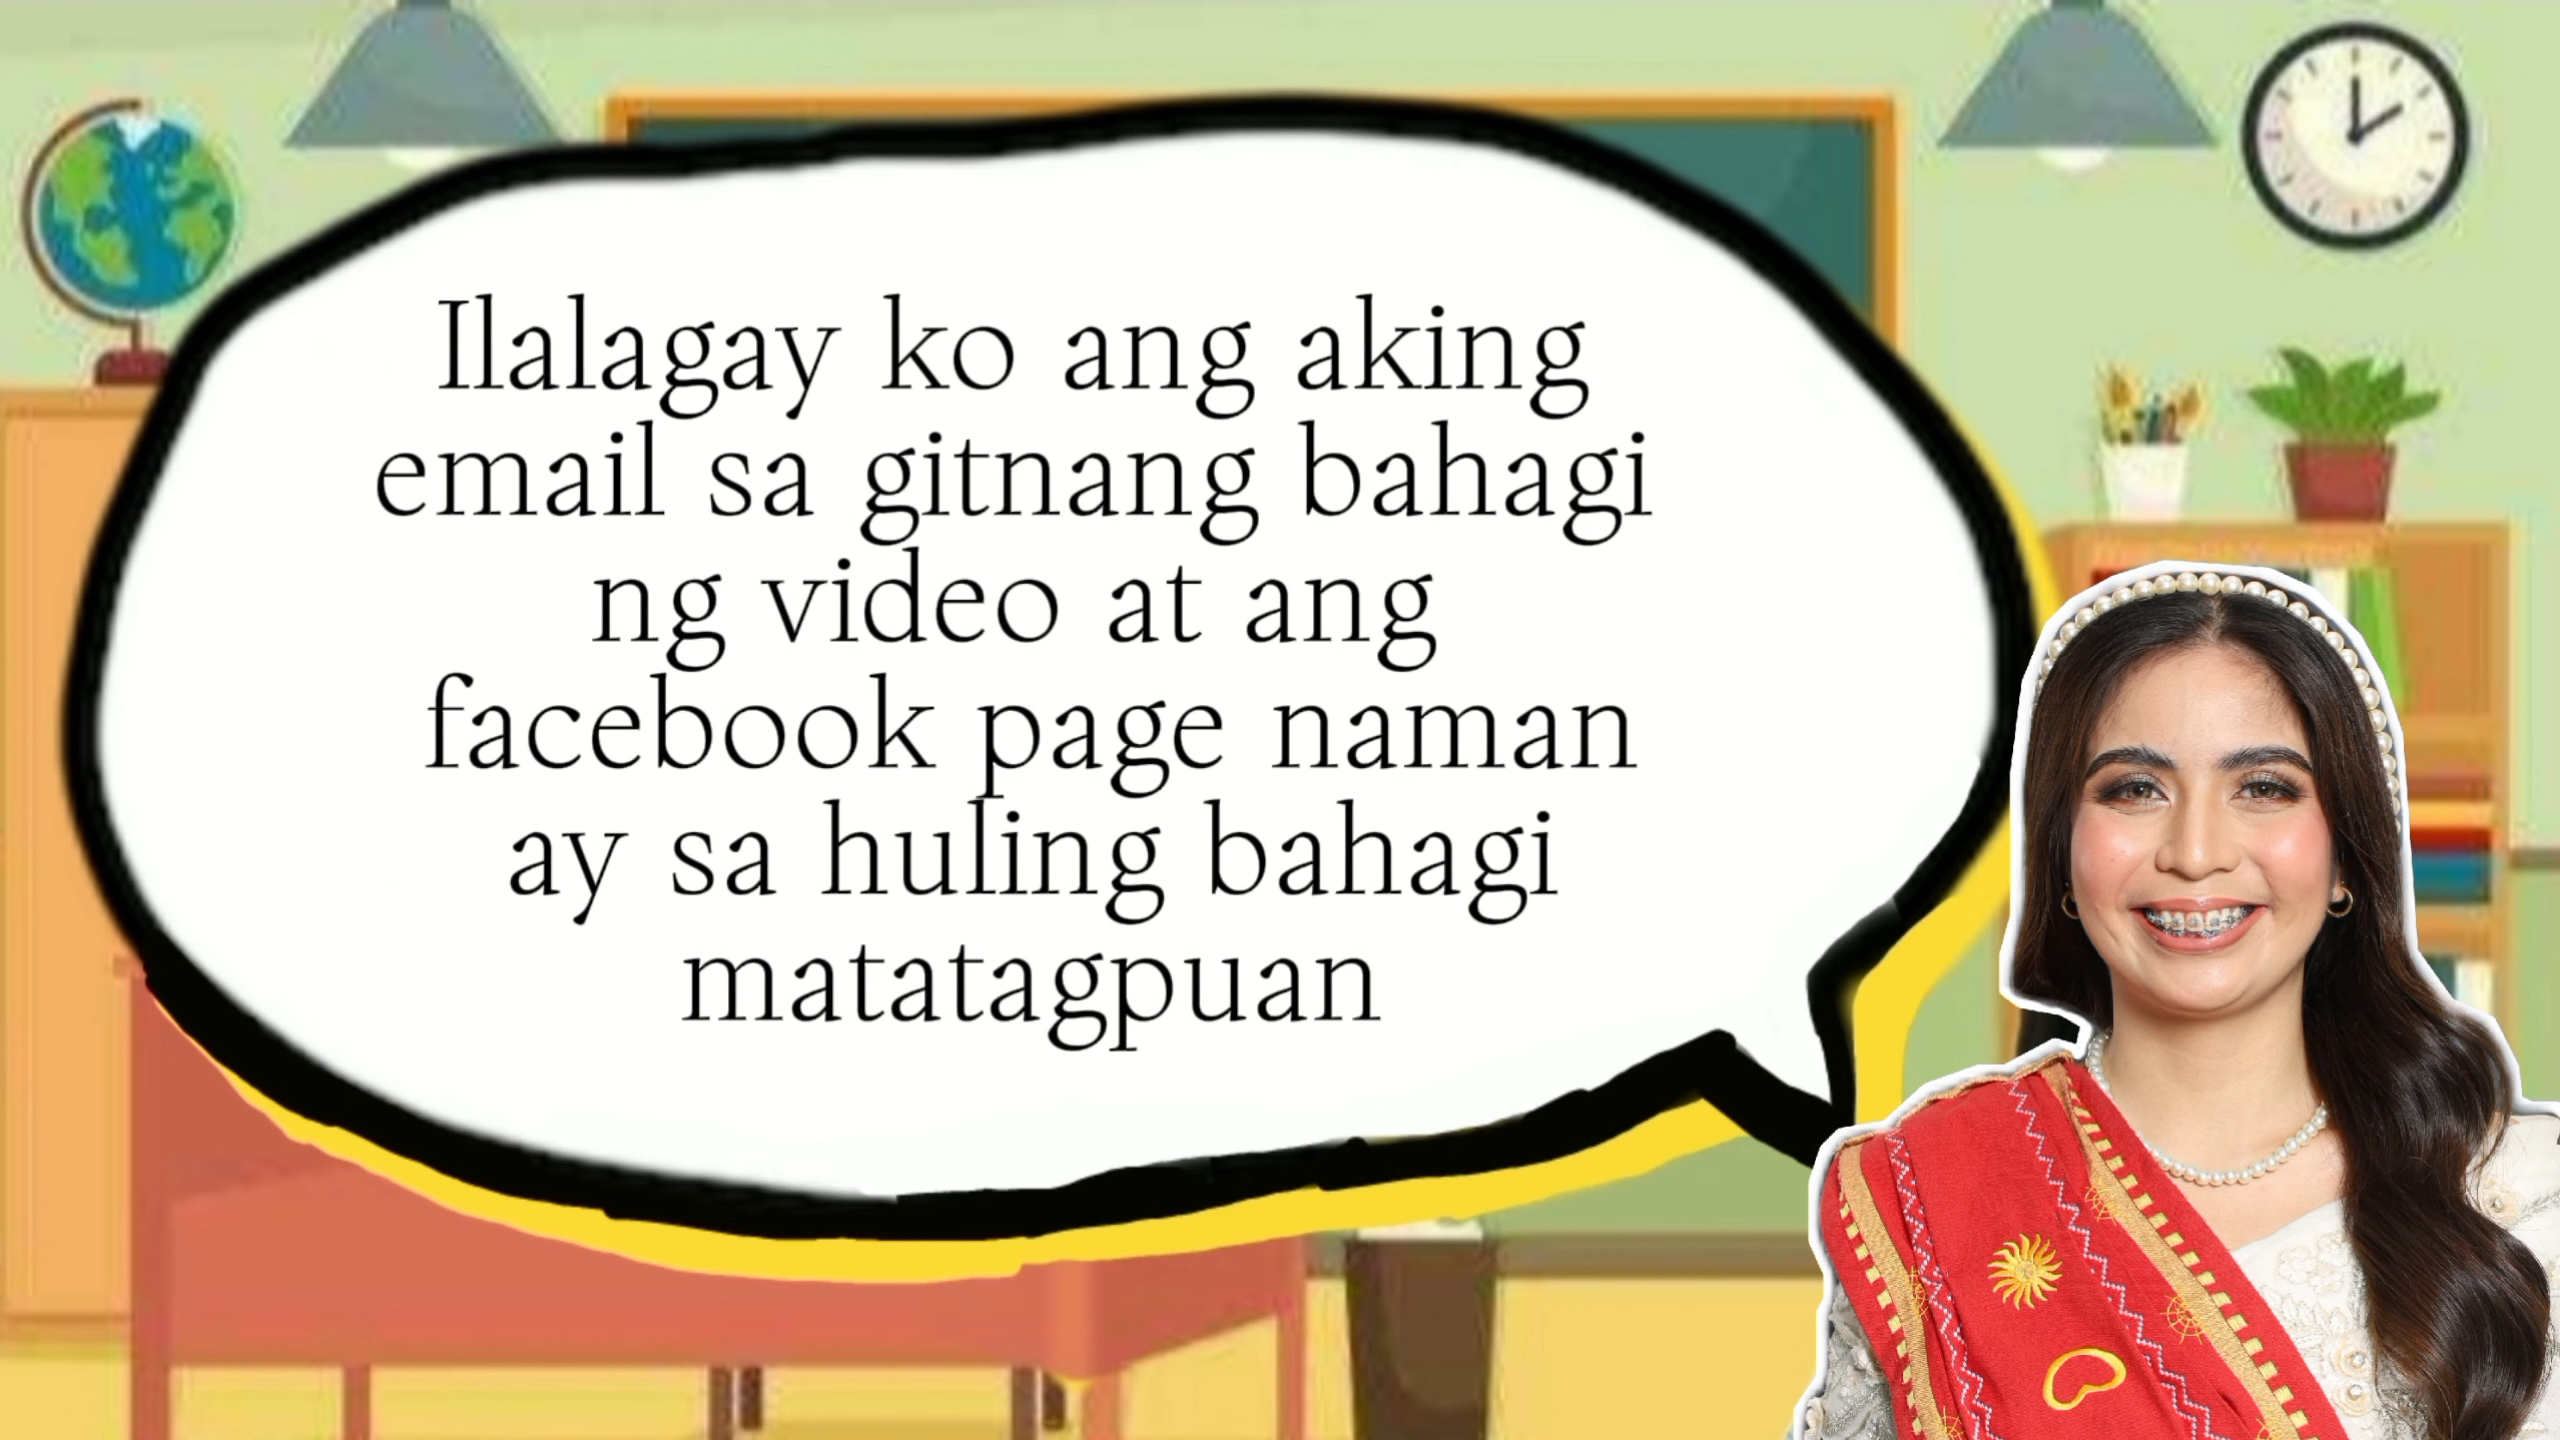 Ilalagay ko ang aking
email sa gitnang bahagi
ng video at ang
facebook page naman
ay sa huling bahagi
matatagpuan